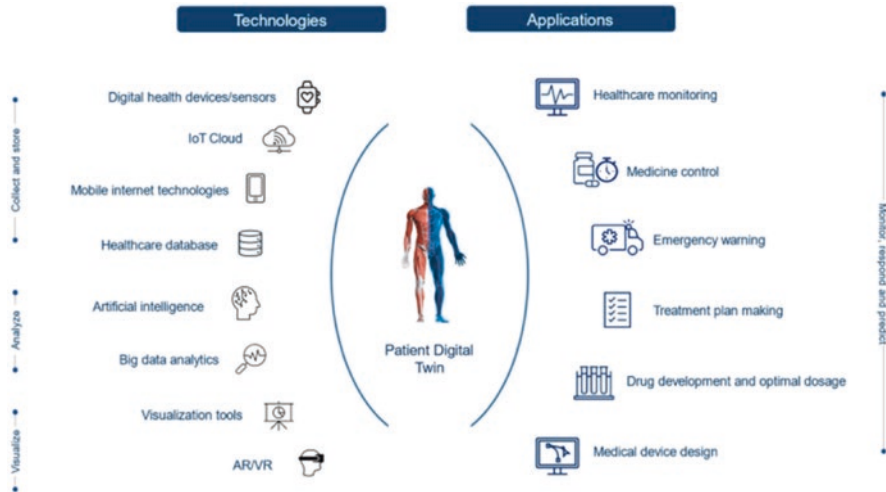 Technologies
Applications
Collect and store
Digital health devices/sensors
IoT Cloud
Mobile internet technologies
Healthcare database
Analyze
Artificial intelligence
Big data analytics
Visualize
Visualization tools
AR/VR
Patient Digital
Twin
Healthcare monitoring
Medicine control
Emergency warning
Treatment plan making
Drug development and optimal dosage
Medical device design
Monitor, respond and predict